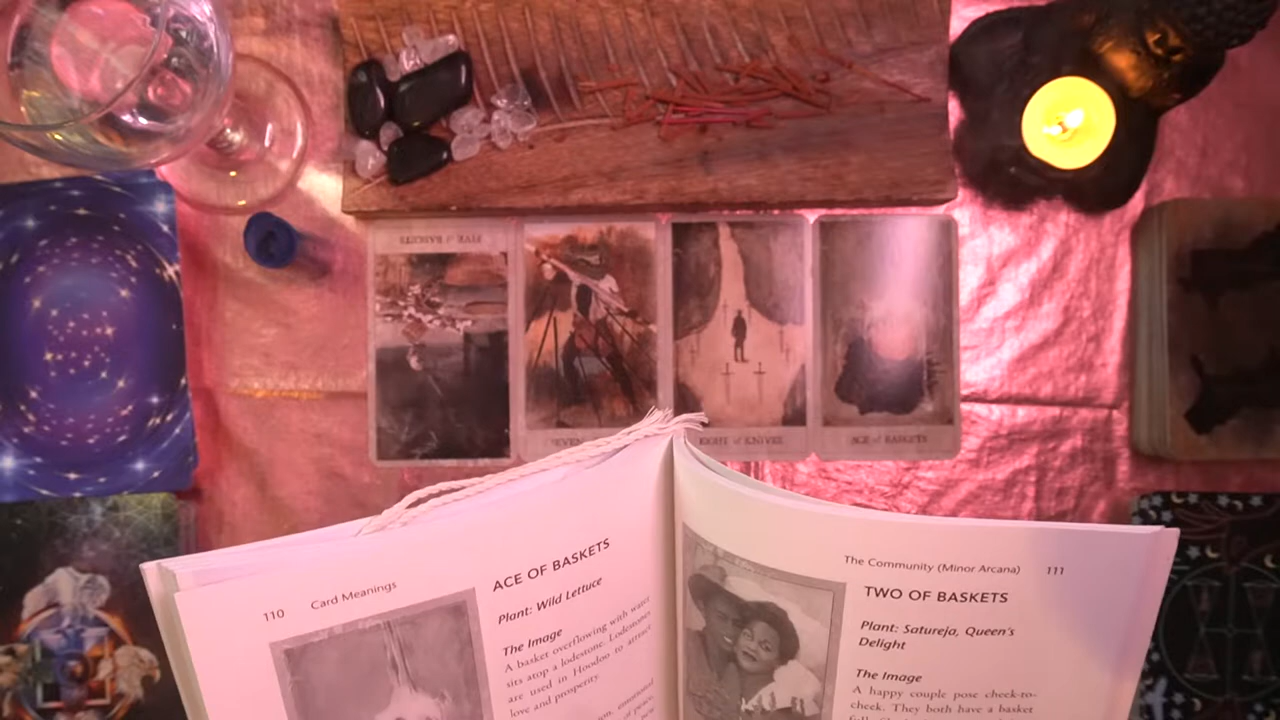 FIVE of BASKETS
SEVEN
EIGHT of KNIVES
ACE of BASKETS
110 Card Meanings
ACE OF BASKETS
Plant: Wild Lettuce
The Image
A basket overflowing with water
sits atop a lodestone. Lodestones
are used in Hoodoo to attract
love and prosperity.
The Community (Minor Arcana) 111
TWO OF BASKETS
Plant: Satureja, Queen's
Delight
The Image
A happy couple pose cheek-to-
cheek. They both have a basket